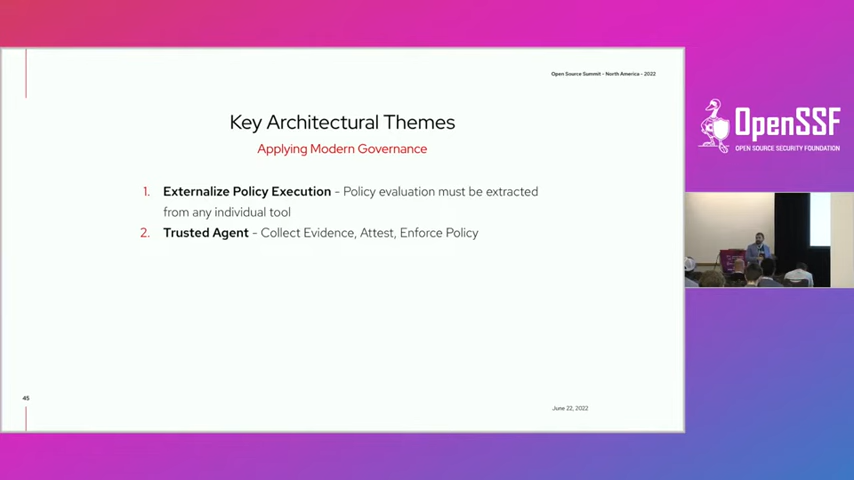 Open Source Summit - North America - 2022
Key Architectural Themes
Applying Modern Governance
1. Externalize Policy Execution - Policy evaluation must be extracted
from any individual tool
2. Trusted Agent - Collect Evidence, Attest, Enforce Policy
45
June 22, 2022
OpenSSF
OPEN SOURCE SECURITY FOUNDATION